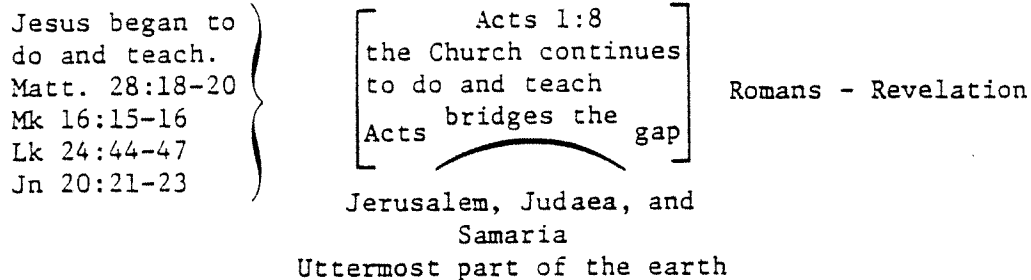 Jesus began to
do and teach.
Matt. 28:18-20
Mk 16:15-16
Lk 24:44-47
Jn 20:21-23
Acts 1:8
the Church continues
to do and teach
Acts bridges the gap
Romans - Revelation
Jerusalem, Judaea, and
Samaria
Uttermost part of the earth